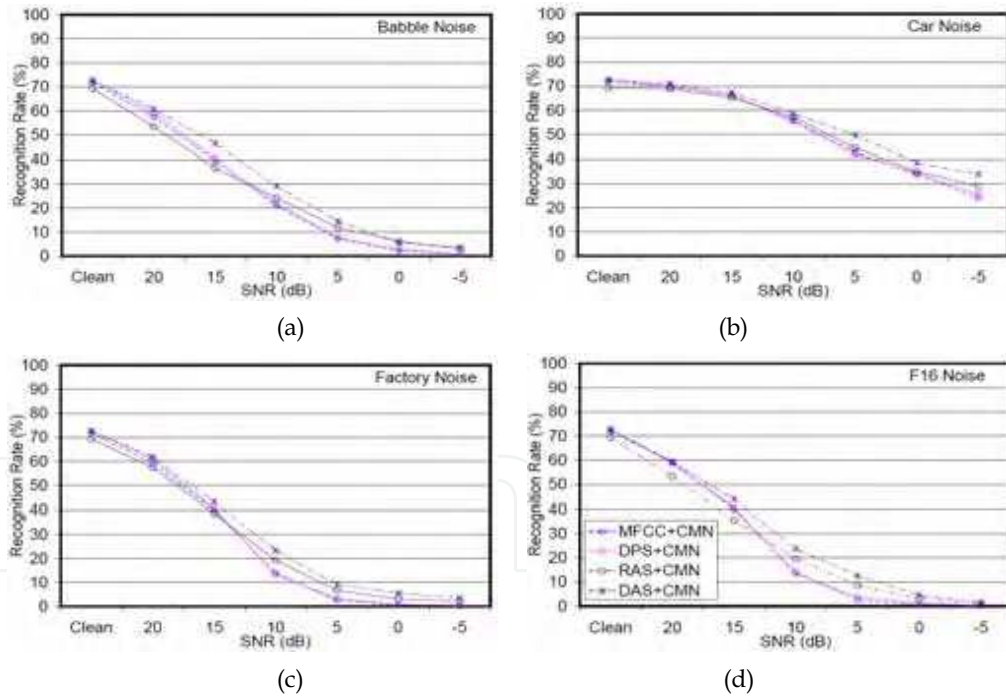 100
90
80
70
60
50
40
30
20
10
0
Recognition Rate (%)
Babble Noise
Clean 20 15 10 5 0 -5
SNR (dB)
(a)
100
90
80
70
60
50
40
30
20
10
0
Recognition Rate (%)
Car Noise
Clean 20 15 10 5 0 -5
SNR (dB)
(b)
100
90
80
70
60
50
40
30
20
10
0
Recognition Rate (%)
Factory Noise
Clean 20 15 10 5 0 -5
SNR (dB)
(c)
100
90
80
70
60
50
40
30
20
10
0
Recognition Rate (%)
F16 Noise
MFCC+CMN
DPS+CMN
RAS+CMN
DAS+CMN
Clean 20 15 10 5 0 -5
SNR (dB)
(d)